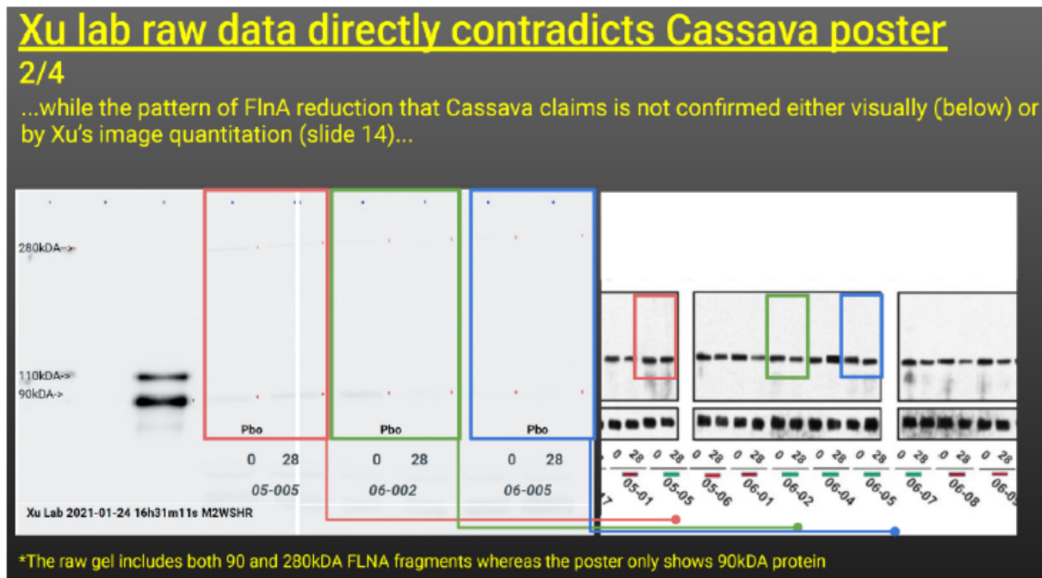 Xu lab raw data directly contradicts Cassava poster
2/4
...while the pattern of FlnA reduction that Cassava claims is not confirmed either visually (below) or
by Xu's image quantitation (slide 14)...
280kDA-->
110kDA->
90kDA->
Pbo Pbo Pbo
0 28 0 28 0 28
05-005 06-002 06-005
0 28 0 28 0 28 0 28 0 28 0 28 0 28 0 28 0 28 0 28
05-01 05-05 05-06 06-01 06-02 06-04 06-05 06-07 06-08
Xu Lab 2021-01-24 16h31m11s M2WSHR
*The raw gel includes both 90 and 280kDA FLNA fragments whereas the poster only shows 90kDA protein